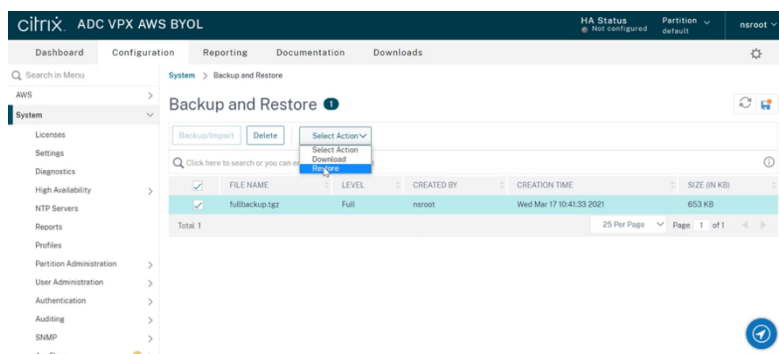 citrix ADC VPX AWS BYOL
HA Status
Not configured
Partition
default
nsroot
Dashboard Configuration Reporting Documentation Downloads
Search in Menu
AWS
System
Licenses
Settings
Diagnostics
High Availability
NTP Servers
Reports
Profiles
Partition Administration
User Administration
Authentication
Auditing
SNMP
System > Backup and Restore
Backup and Restore 1
Backup/Import Delete Select Action
Select Action
Download
Restore
Click here to search or you can
FILE NAME LEVEL CREATED BY CREATION TIME SIZE (IN KB)
fullbackup.tgz Full nsroot Wed Mar 17 10:41:33 2021 653 KB
Total 1 25 Per Page Page 1 of 1